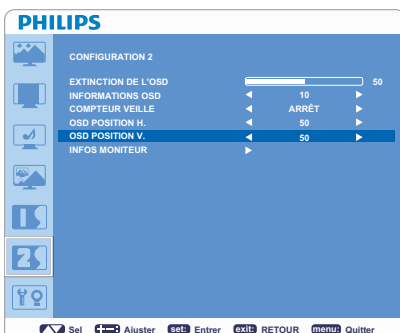 PHILIPS
CONFIGURATION 2
EXTINCTION DE L'OSD 50
INFORMATIONS OSD 10
COMPTEUR VEILLE ARRÊT
OSD POSITION H. 50
OSD POSITION V. 50
INFOS MONITEUR
Sel Ajuster set: Entrer exit: RETOUR menu: Quitter